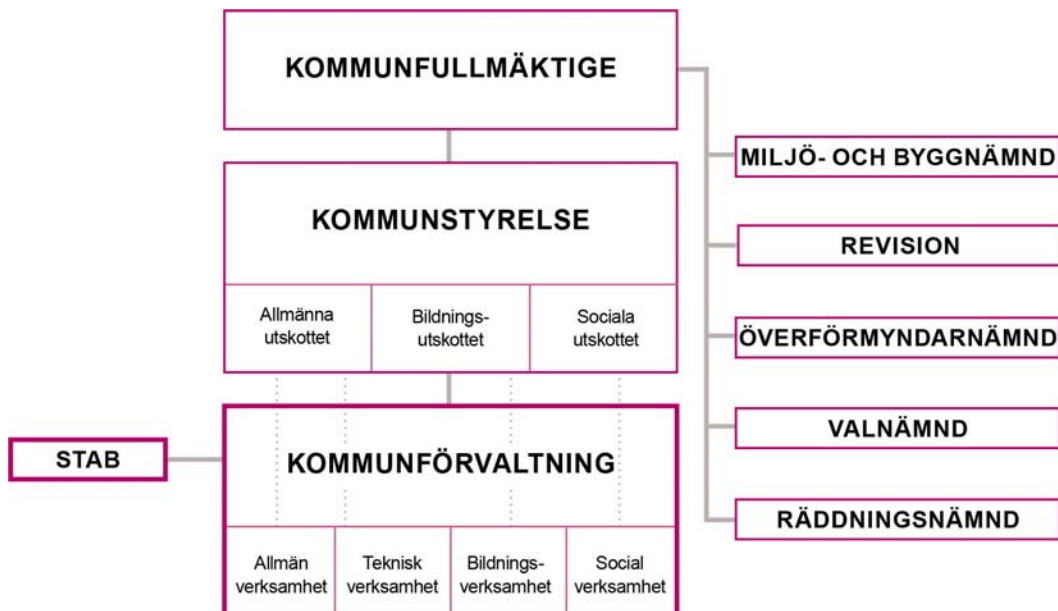 KOMMUNFULLMÄKTIGE
KOMMUNSTYRELSE
Allmänna
utskottet
Bildnings-
utskottet
Sociala
utskottet
STAB
KOMMUNFÖRVALTNING
Allmän
verksamhet
Teknisk
verksamhet
Bildnings-
verksamhet
Social
verksamhet
MILJÖ- OCH BYGGNÄMND
REVISION
ÖVERFÖRMYNDARNÄMND
VALNÄMND
RÄDDNINGSNÄMND